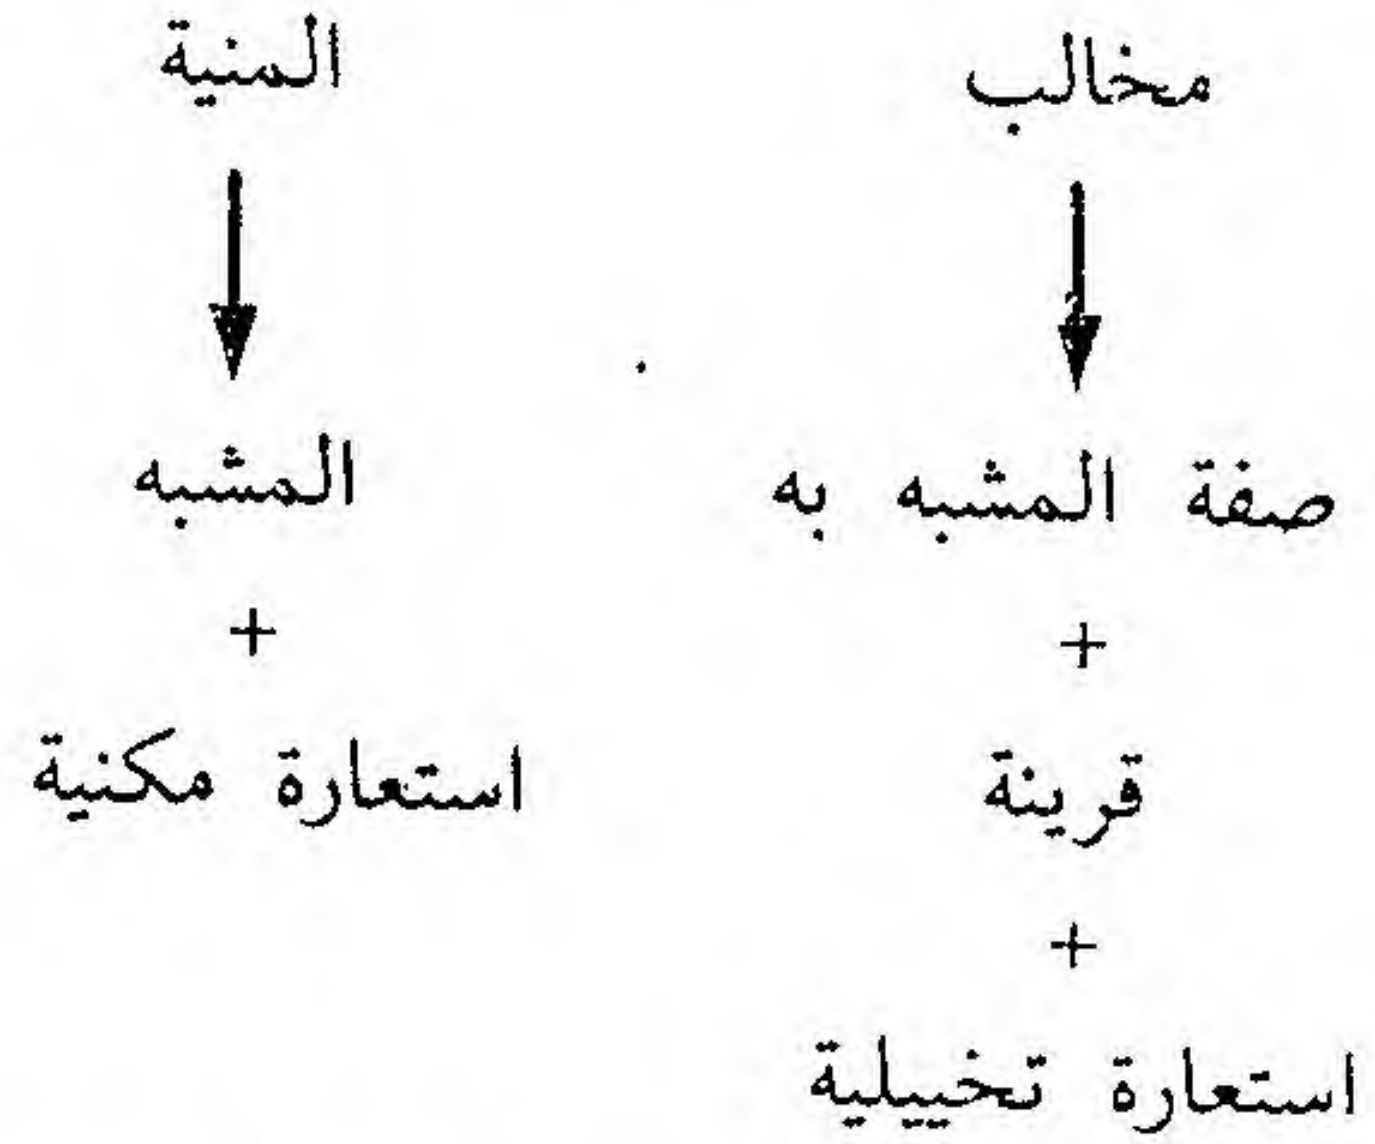 مخالب المنية
صفة المشبه به المشبه
+ +
قرينة استعارة مكنية
+
استعارة تخييلية